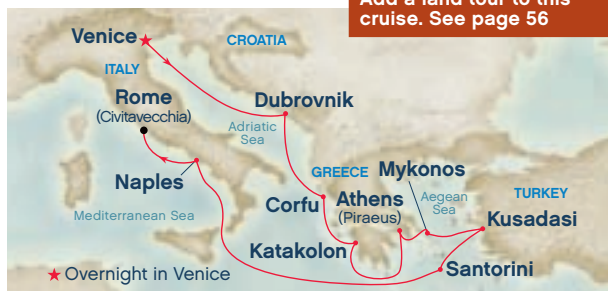 Add a land tour to this
cruise. See page 56
Venice
CROATIA
ITALY
Rome
(Civitavecchia)
Dubrovnik
Adriatic
Sea
GREECE
Mykonos
Naples
Corfu
Athens
(Piraeus)
Aegean
Sea
TURKEY
Mediterranean Sea
Kusadasi
Katakolon
Santorini
Overnight in Venice